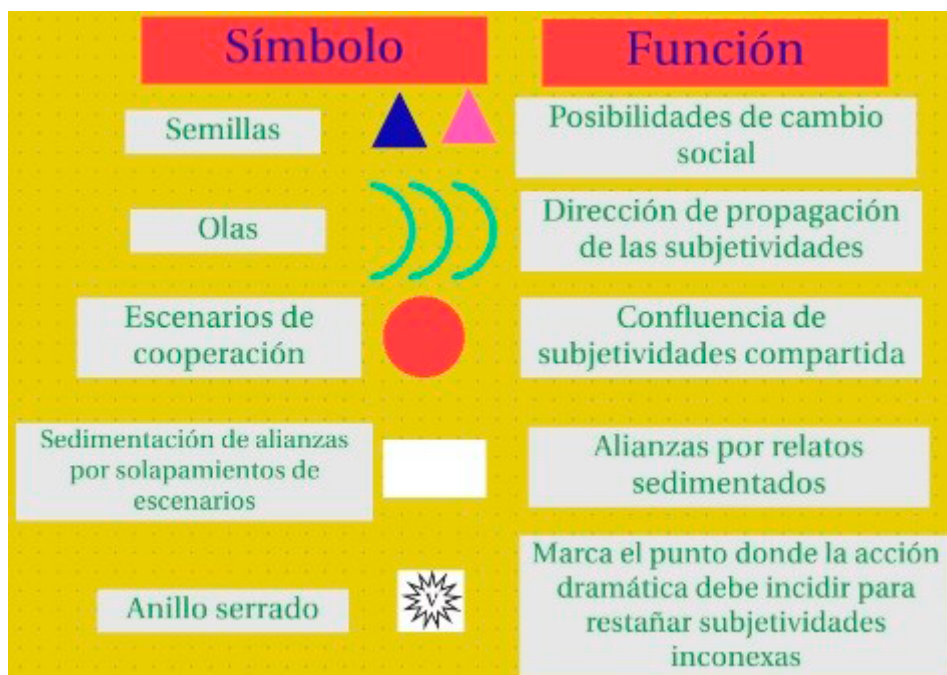 Símbolo
Función
Semillas
Posibilidades de cambio
social
Olas
Dirección de propagación
de las subjetividades
Escenarios de
cooperación
Confluencia de
subjetividades compartida
Sedimentación de alianzas
por solapamientos de
escenarios
Alianzas por relatos
sedimentados
Anillo serrado
V
Marca el punto donde la acción
dramática debe incidir para
restañar subjetividades
inconexas